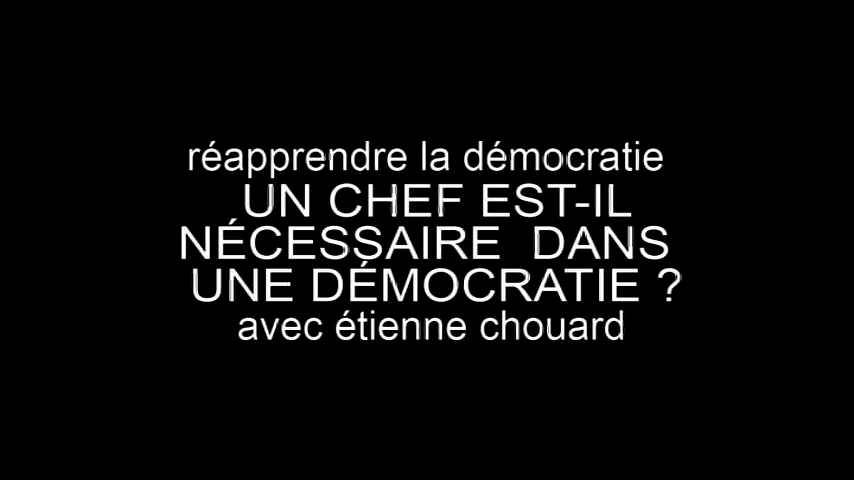 réapprendre la démocratie
UN CHEF EST-IL
NÉCESSAIRE DANS
UNE DÉMOCRATIE ?
avec étienne chouard